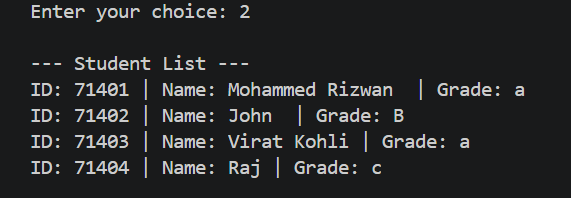 Enter your choice: 2
--- Student List ---
ID: 71401 | Name: Mohammed Rizwan  | Grade: a
ID: 71402 | Name: John  | Grade: B
ID: 71403 | Name: Virat Kohli | Grade: a
ID: 71404 | Name: Raj | Grade: c